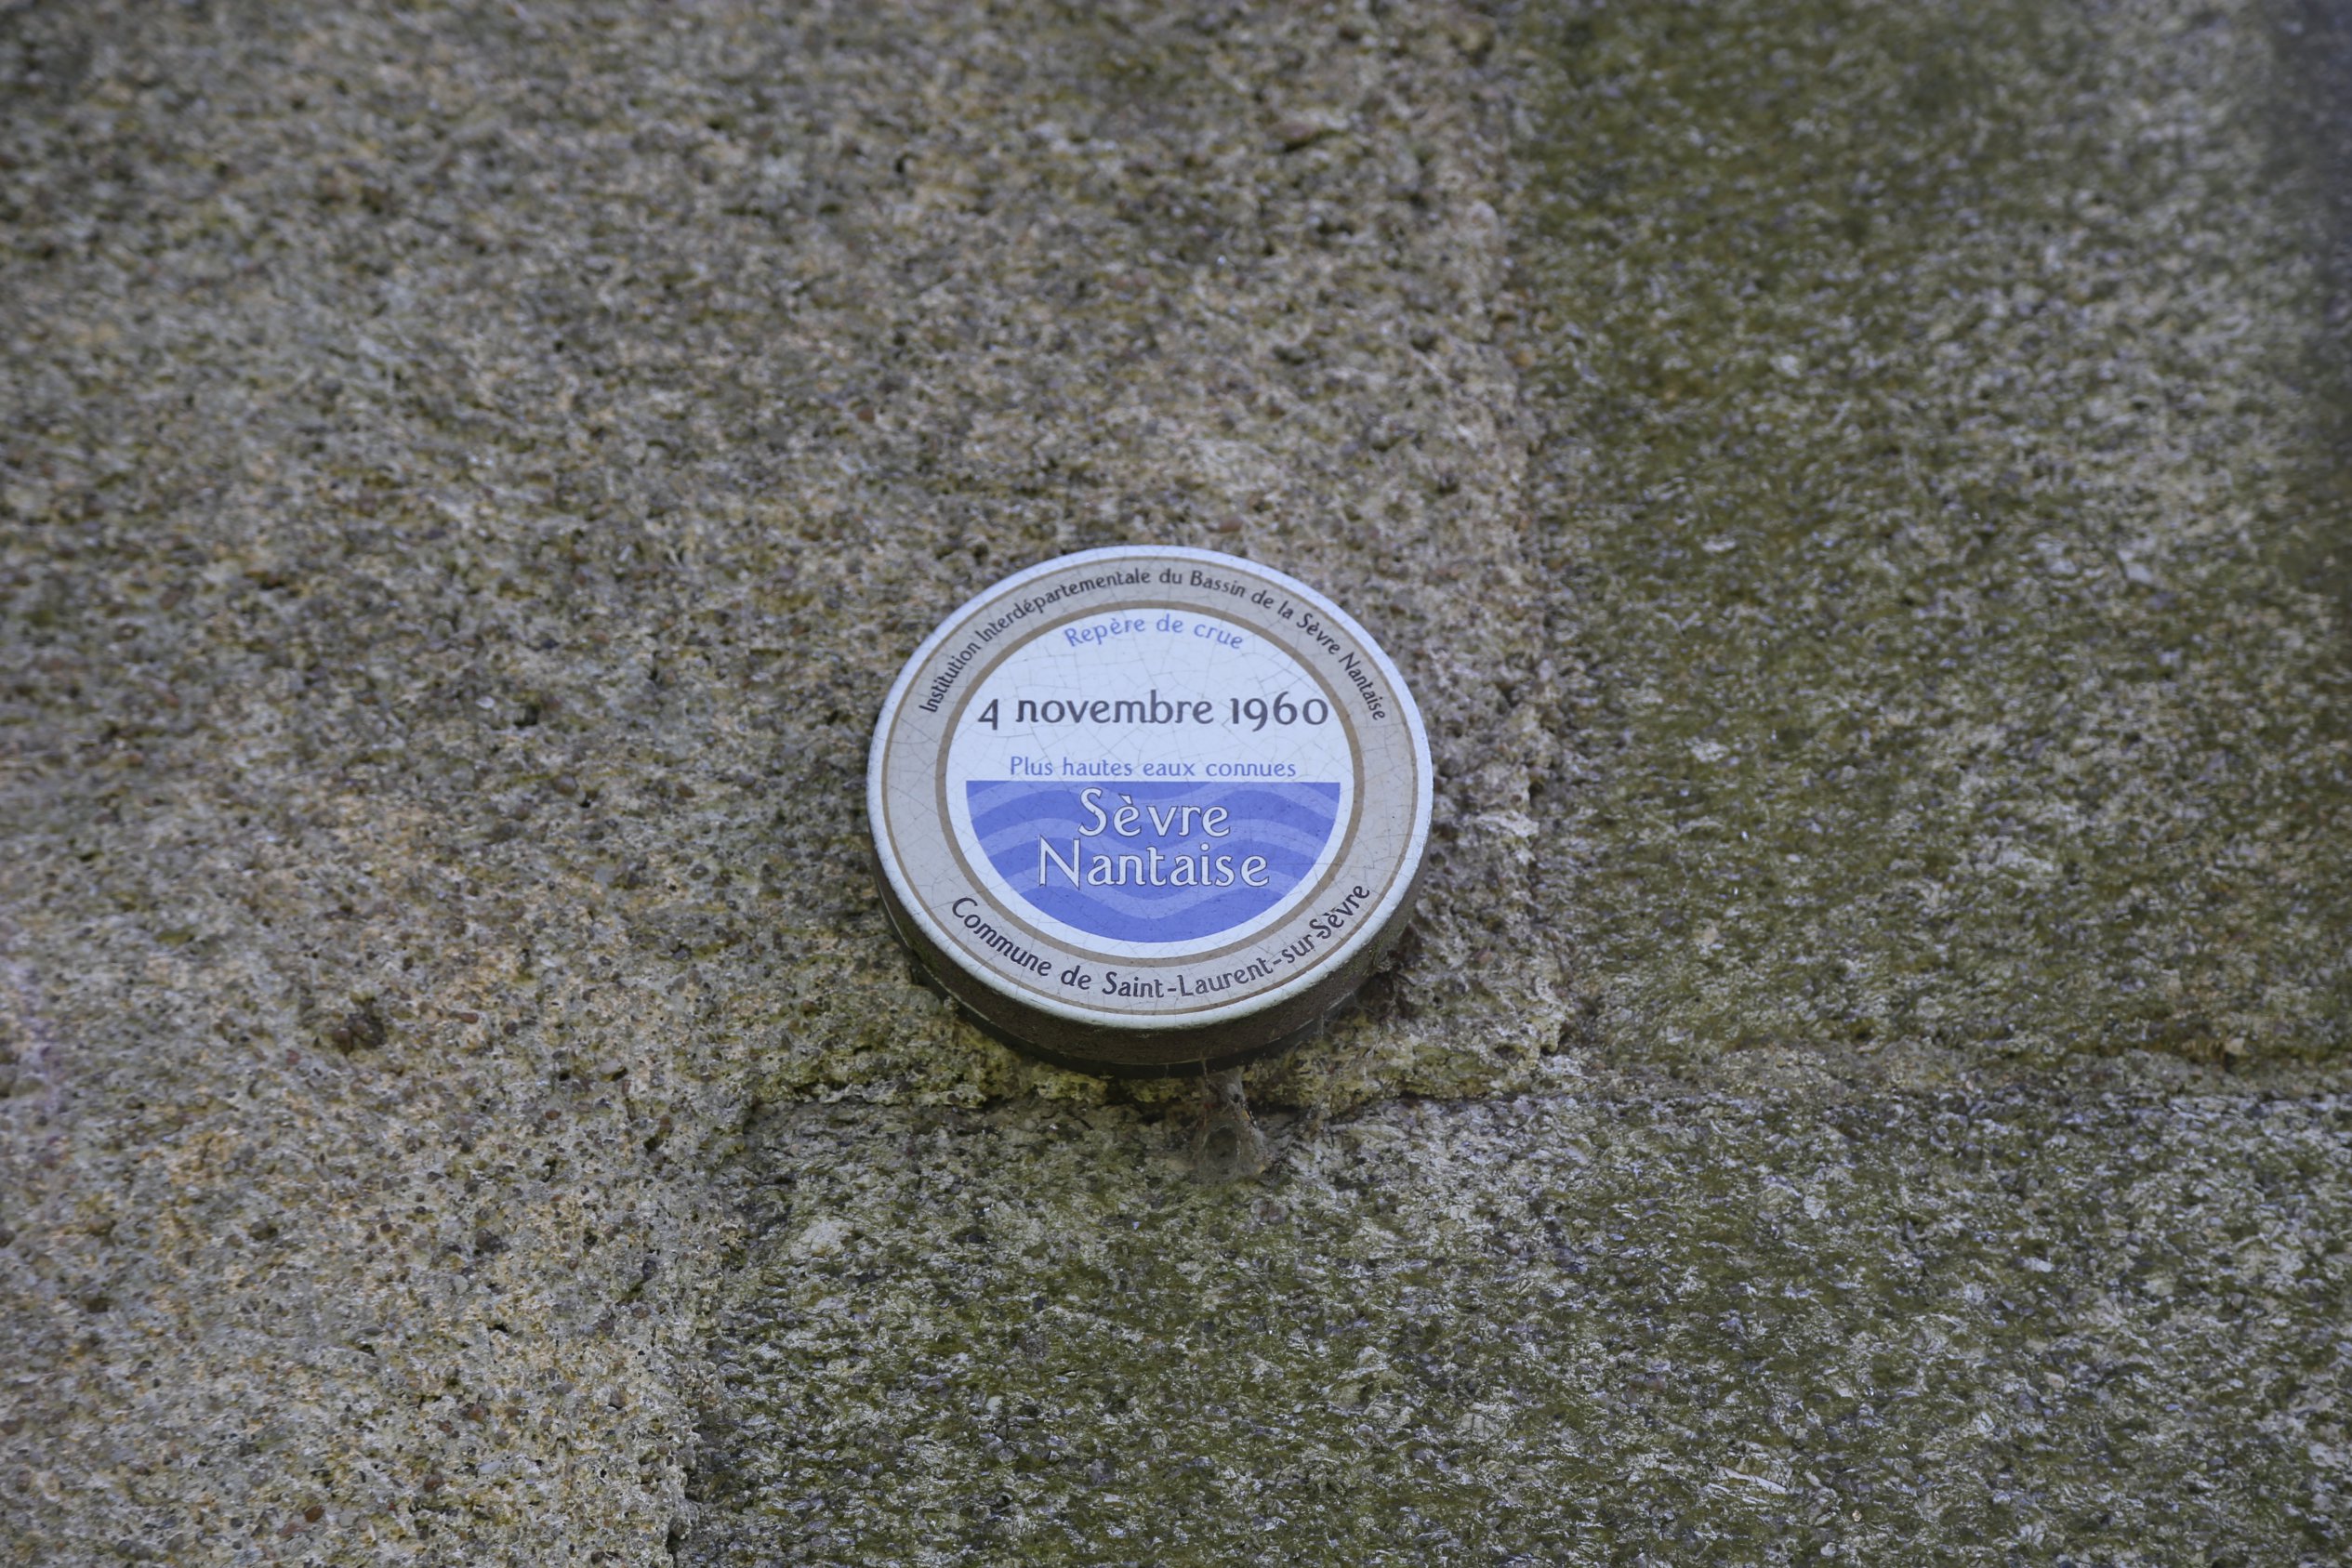 Institution Interdépartementale du Bassin de la Sèvre Nantaise
Repère de crue
4 novembre 1960
Plus hautes eaux connues
Sèvre
Nantaise
Commune de Saint-Laurent-sur-Sèvre